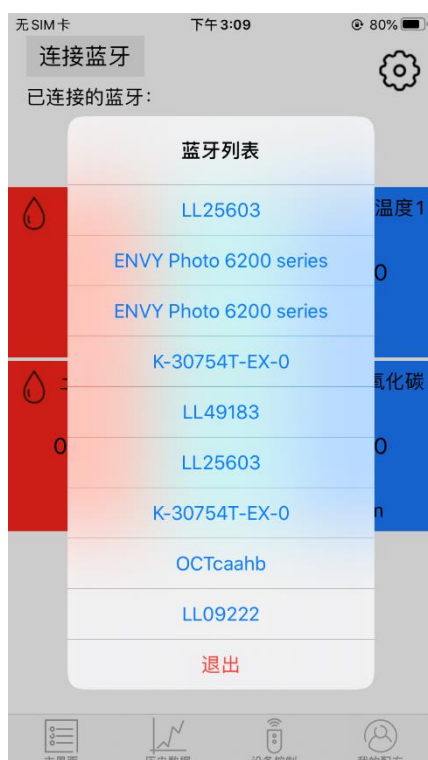 无SIM卡 下午3:09 80%
连接蓝牙
已连接的蓝牙:
蓝牙列表
LL25603
温度1
ENVY Photo 6200 series
0
ENVY Photo 6200 series
K-30754T-EX-0
氧化碳
LL49183
0
LL25603
0
K-30754T-EX-0
OCTcaahb
LL09222
退出